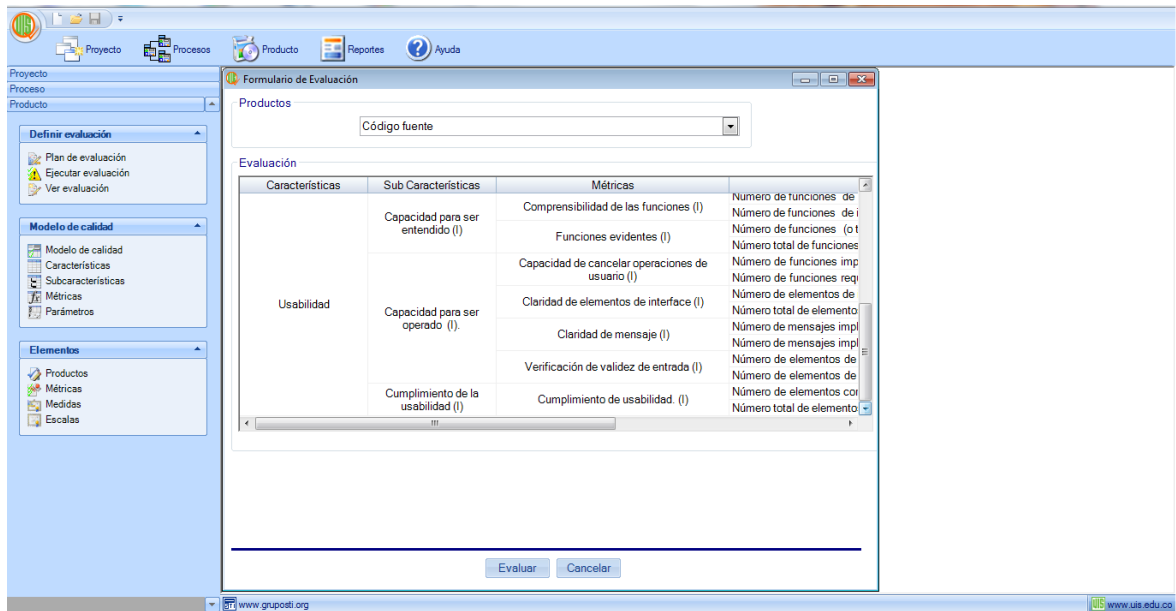 UIS
Proyecto Procesos Producto Reportes Ayuda
Proyecto
Proceso
Producto
Definir evaluación
Plan de evaluación
Ejecutar evaluación
Ver evaluación
Modelo de calidad
Modelo de calidad
Características
Subcaracterísticas
Métricas
Parámetros
Elementos
Productos
Métricas
Medidas
Escalas
Formulario de Evaluación
Productos
Código fuente
Evaluación
Características Sub Características Métricas
Usabilidad
Capacidad para ser
entendido (I)
Comprensibilidad de las funciones (I)
Número de funciones de
Número de funciones de i
Funciones evidentes (I)
Número de funciones (o t
Número total de funciones
Capacidad para ser
operado (I).
Capacidad de cancelar operaciones de
usuario (I)
Número de funciones imp
Número de funciones requ
Claridad de elementos de interface (I)
Número de elementos de
Número total de elemento
Claridad de mensaje (I)
Número de mensajes impl
Número de mensajes impl
Verificación de validez de entrada (I)
Número de elementos de
Número de elementos de
Cumplimiento de la
usabilidad (I)
Cumplimiento de usabilidad. (I)
Número de elementos con
Número total de elemento
Evaluar Cancelar
www.gruposti.org
UIS www.uis.edu.co